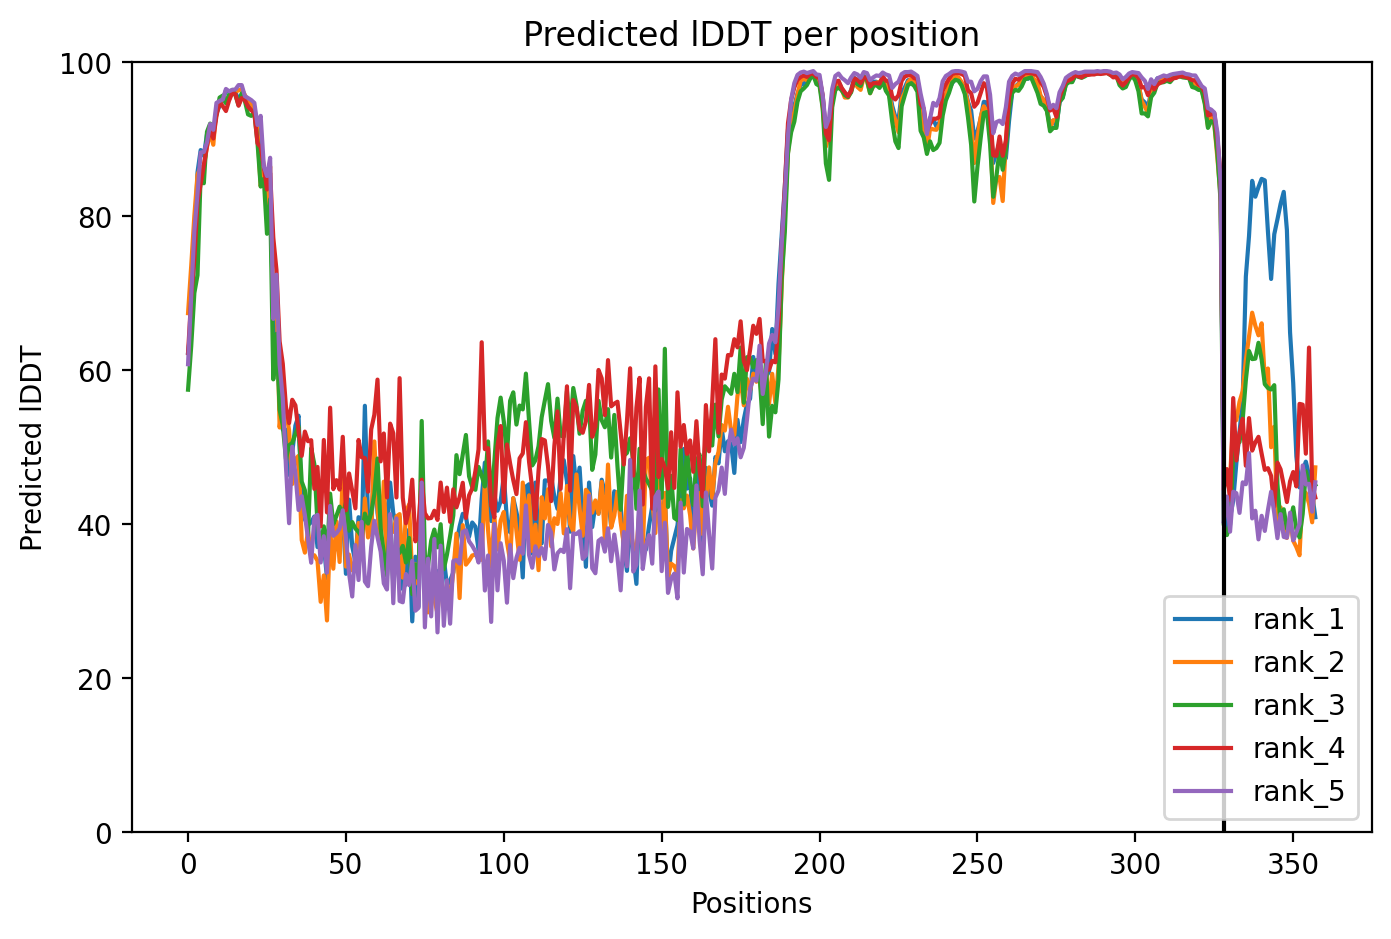 Predicted lDDT per position
100
80
60
40
20
0
Predicted lDDT
0 50 100 150 200 250 300 350
Positions
rank_1
rank_2
rank_3
rank_4
rank_5